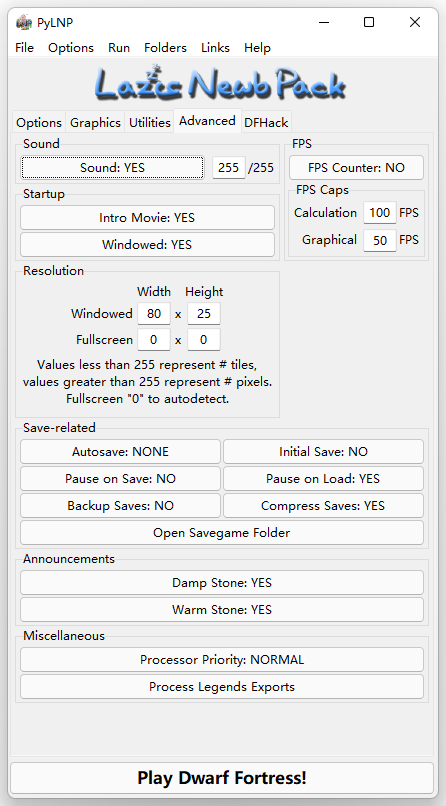 PyLNP
File Options Run Folders Links Help
Lazy Newb Pack
Options Graphics Utilities Advanced DFHack
Sound
Sound: YES 255 /255
FPS
FPS Counter: NO
Startup
Intro Movie: YES
Windowed: YES
FPS Caps
Calculation 100 FPS
Graphical 50 FPS
Resolution
Width Height
Windowed 80 x 25
Fullscreen 0 x 0
Values less than 255 represent # tiles,
values greater than 255 represent # pixels.
Fullscreen "0" to autodetect.
Save-related
Autosave: NONE Initial Save: NO
Pause on Save: NO Pause on Load: YES
Backup Saves: NO Compress Saves: YES
Open Savegame Folder
Announcements
Damp Stone: YES
Warm Stone: YES
Miscellaneous
Processor Priority: NORMAL
Process Legends Exports
Play Dwarf Fortress!